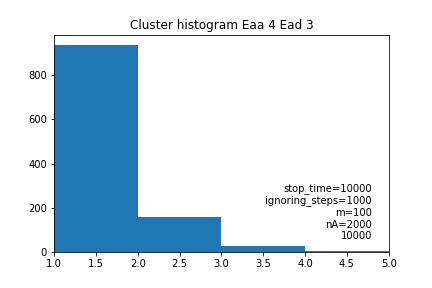 Cluster histogram Eaa 4 Ead 3
800
600
400
200
0
stop_time=10000
ignoring_steps=1000
m=100
nA=2000
10000
1.0 1.5 2.0 2.5 3.0 3.5 4.0 4.5 5.0